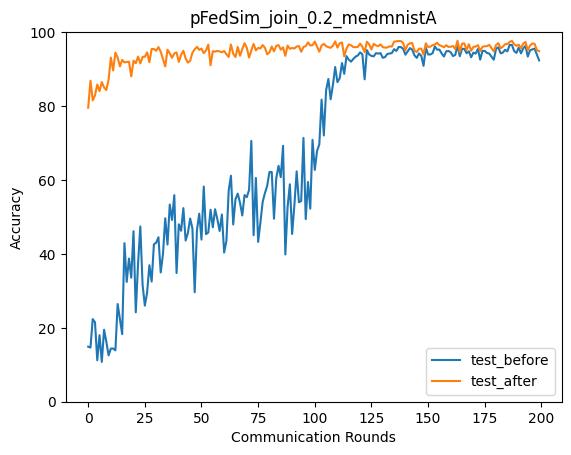 pFedSim_join_0.2_medmnistA
100
80
60
40
20
0
Accuracy
0 25 50 75 100 125 150 175 200
Communication Rounds
test_before
test_after